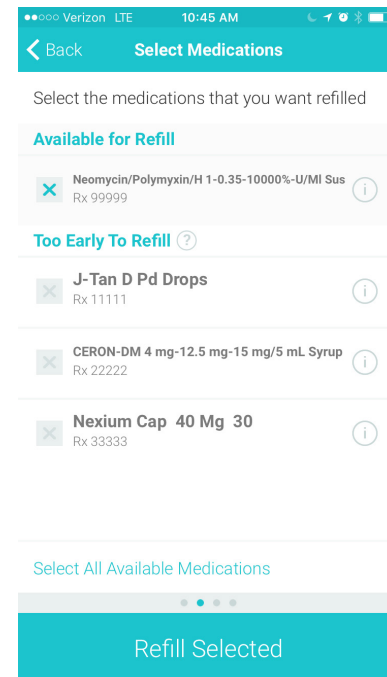 Verizon LTE 10:45 AM
Back Select Medications
Select the medications that you want refilled
Available for Refill
Neomycin/Polymyxin/H 1-0.35-10000%-U/Ml Sus
Rx 99999
Too Early To Refill ?
J-Tan D Pd Drops
Rx 11111
CERON-DM 4 mg-12.5 mg-15 mg/5 mL Syrup
Rx 22222
Nexium Cap 40 Mg 30
Rx 33333
Select All Available Medications
Refill Selected